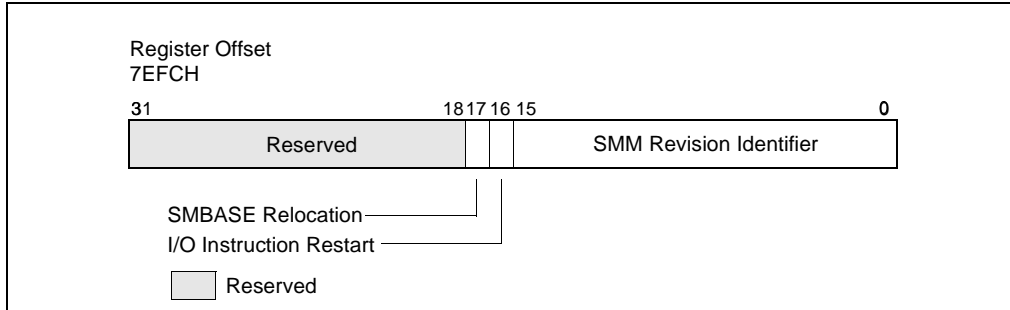 Register Offset
7EFCH
31 18 17 16 15 0
Reserved SMM Revision Identifier
SMBASE Relocation
I/O Instruction Restart
Reserved